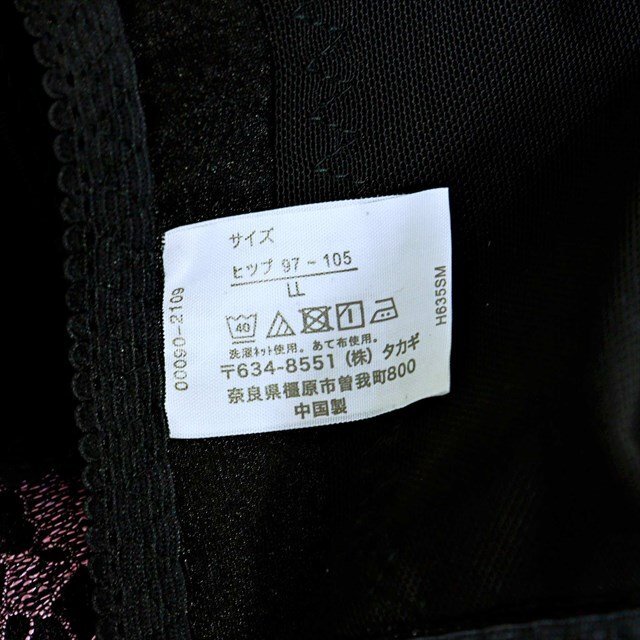 サイズ
ヒップ 97-105
LL
40
洗濯ネット使用。あて布使用。
〒634-8551(株)タカギ
奈良県橿原市曽我町800
中国製
00090-2109
H635SM